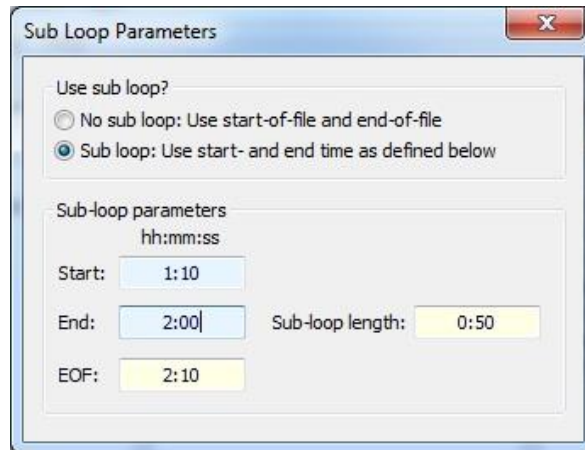 Sub Loop Parameters
Use sub loop?
No sub loop: Use start-of-file and end-of-file
Sub loop: Use start- and end time as defined below
Sub-loop parameters
hh:mm:ss
Start: 1:10
End: 2:00 Sub-loop length: 0:50
EOF: 2:10